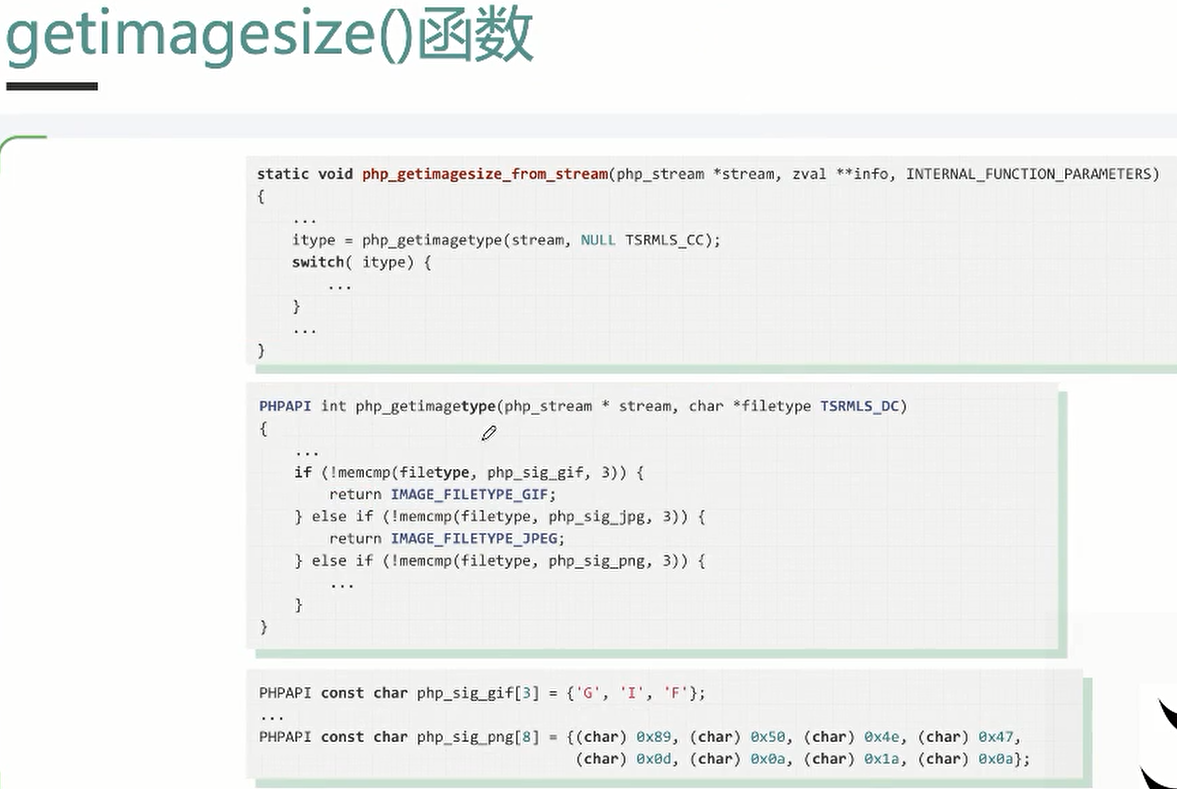 getimagesize()函数
static void php_getimagesize_from_stream(php_stream *stream, zval **info, INTERNAL_FUNCTION_PARAMETERS)
{
    ...
    itype = php_getimagetype(stream, NULL TSRMLS_CC);
    switch( itype) {
        ...
    }
    ...
}
PHPAPI int php_getimagetype(php_stream * stream, char *filetype TSRMLS_DC)
{
    ...
    if (!memcmp(filetype, php_sig_gif, 3)) {
        return IMAGE_FILETYPE_GIF;
    } else if (!memcmp(filetype, php_sig_jpg, 3)) {
        return IMAGE_FILETYPE_JPEG;
    } else if (!memcmp(filetype, php_sig_png, 3)) {
        ...
    }
}
PHPAPI const char php_sig_gif[3] = {'G', 'I', 'F'};
...
PHPAPI const char php_sig_png[8] = {(char) 0x89, (char) 0x50, (char) 0x4e, (char) 0x47,
                                    (char) 0x0d, (char) 0x0a, (char) 0x1a, (char) 0x0a};